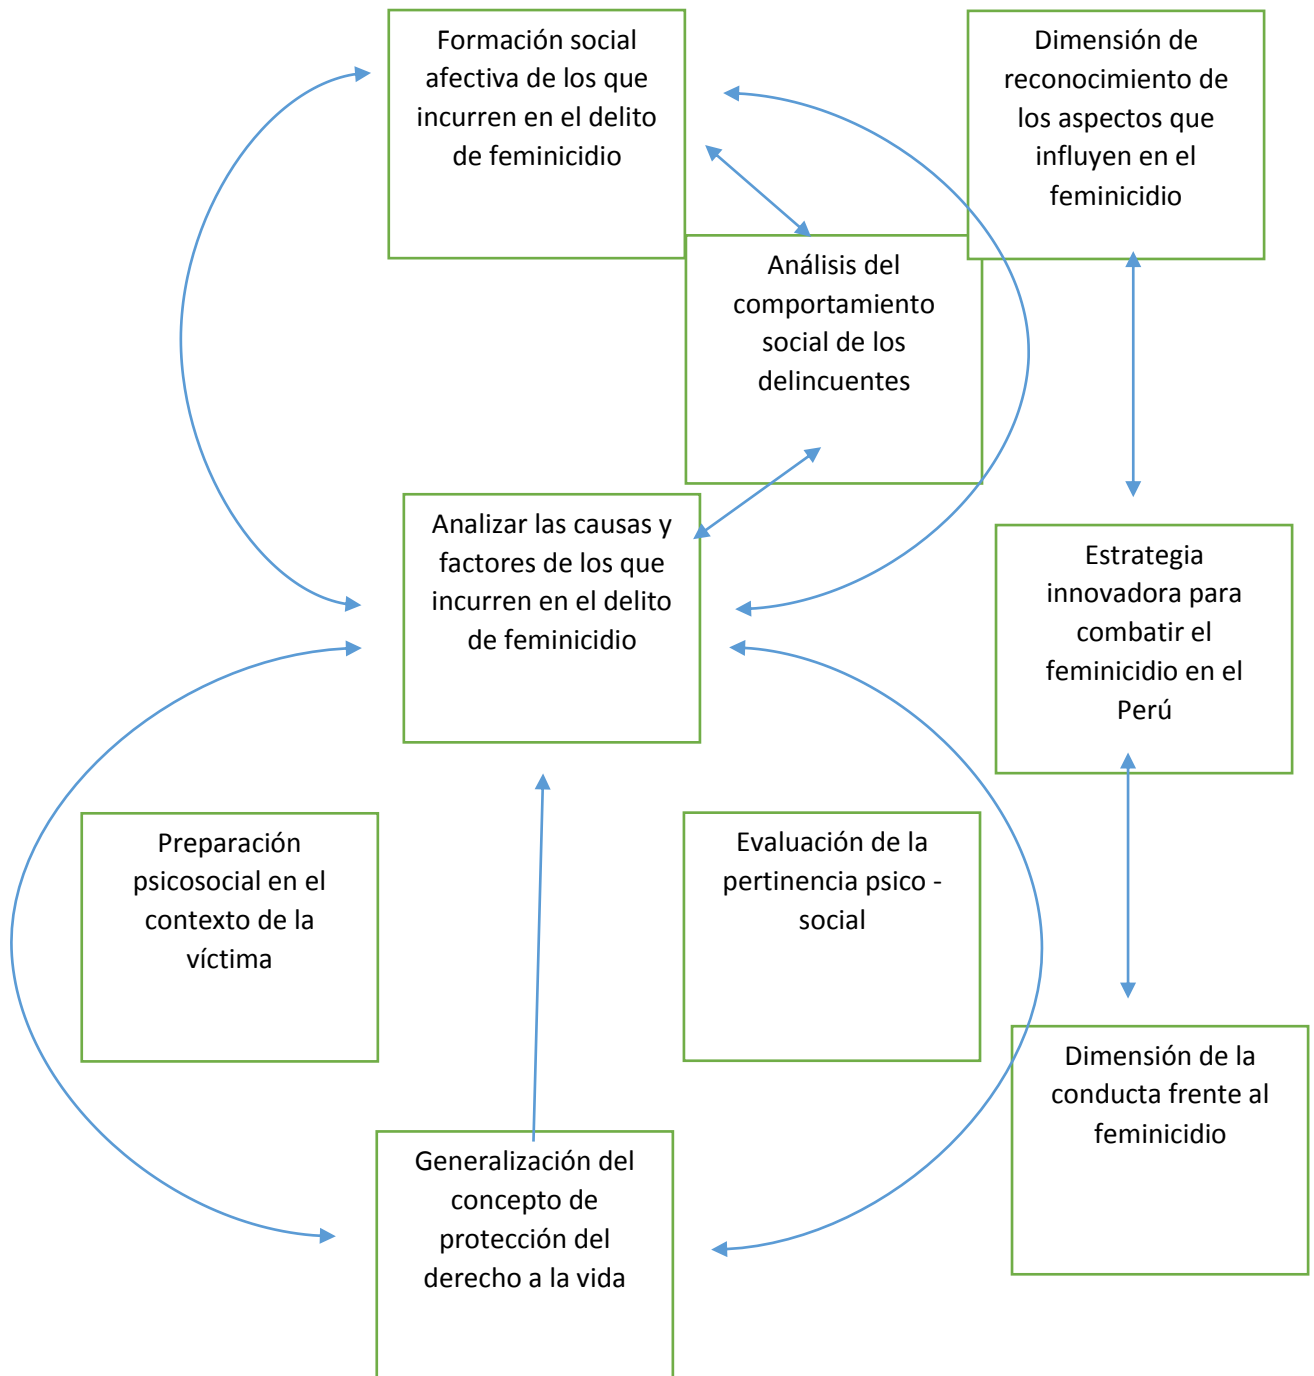 Formación social
afectiva de los que
incurren en el delito
de feminicidio
Dimensión de
reconocimiento de
los aspectos que
influyen en el
feminicidio
Análisis del
comportamiento
social de los
delincuentes
Analizar las causas y
factores de los que
incurren en el delito
de feminicidio
Estrategia
innovadora para
combatir el
feminicidio en el
Perú
Preparación
psicosocial en el
contexto de la
víctima
Evaluación de la
pertinencia psico -
social
Dimensión de la
conducta frente al
feminicidio
Generalización del
concepto de
protección del
derecho a la vida